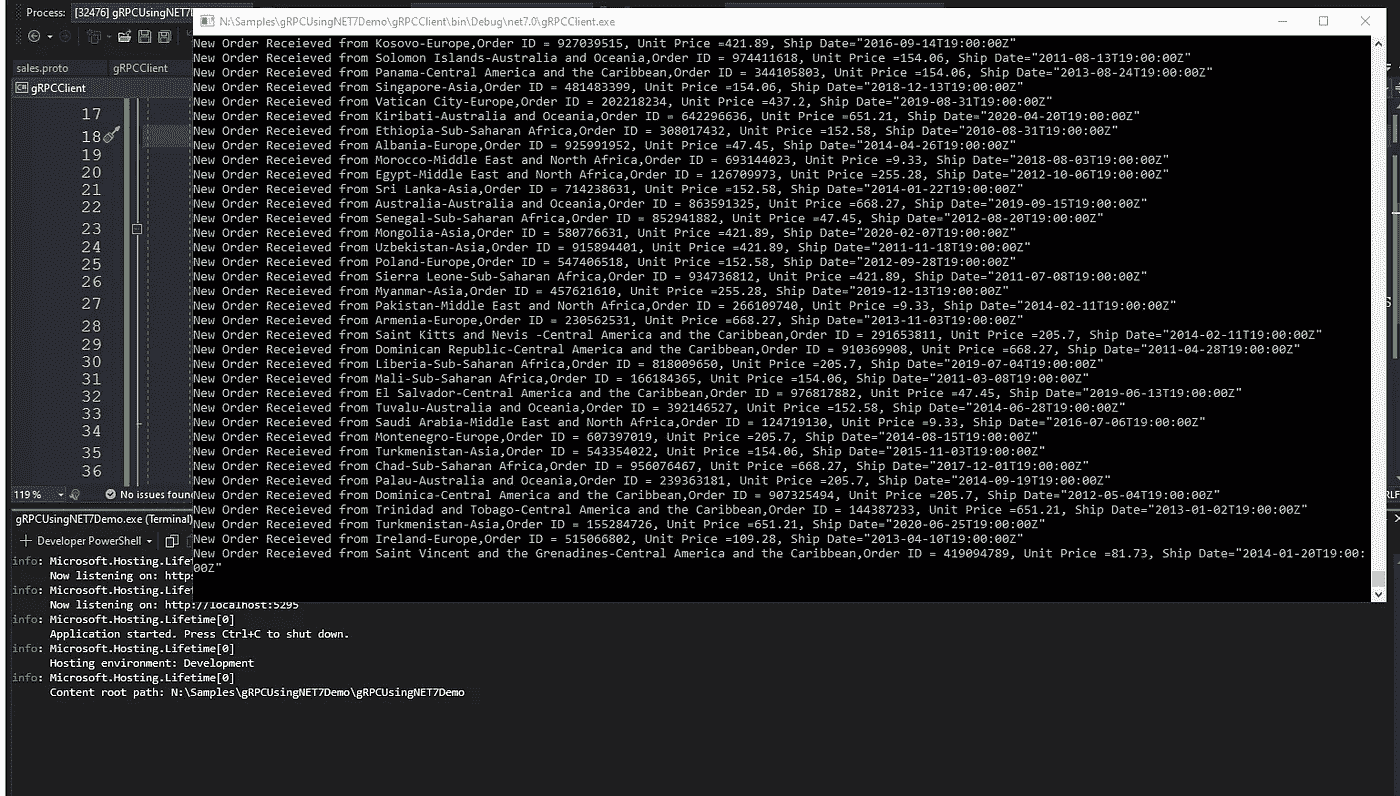 Process: [32476] gRPCUsingNET7
N:\Samples\gRPCUsingNET7Demo\gRPCClient\bin\Debug\net7.0\gRPCClient.exe
sales.proto gRPCClient
gRPCClient
17
18
19
20
21
22
23
24
25
26
27
28
29
30
31
32
33
34
35
36
New Order Receieved from Kosovo-Europe,Order ID = 927039515, Unit Price =421.89, Ship Date="2016-09-14T19:00:00Z"
New Order Receieved from Solomon Islands-Australia and Oceania,Order ID = 974411618, Unit Price =154.06, Ship Date="2011-08-13T19:00:00Z"
New Order Receieved from Panama-Central America and the Caribbean,Order ID = 344105803, Unit Price =154.06, Ship Date="2013-08-24T19:00:00Z"
New Order Receieved from Singapore-Asia,Order ID = 481483399, Unit Price =154.06, Ship Date="2018-12-13T19:00:00Z"
New Order Receieved from Vatican City-Europe,Order ID = 202218234, Unit Price =437.2, Ship Date="2019-08-31T19:00:00Z"
New Order Receieved from Kiribati-Australia and Oceania,Order ID = 642296636, Unit Price =651.21, Ship Date="2020-04-20T19:00:00Z"
New Order Receieved from Ethiopia-Sub-Saharan Africa,Order ID = 308017432, Unit Price =152.58, Ship Date="2010-08-31T19:00:00Z"
New Order Receieved from Albania-Europe,Order ID = 925991952, Unit Price =47.45, Ship Date="2014-04-26T19:00:00Z"
New Order Receieved from Morocco-Middle East and North Africa,Order ID = 693144023, Unit Price =9.33, Ship Date="2018-08-03T19:00:00Z"
New Order Receieved from Egypt-Middle East and North Africa,Order ID = 126709973, Unit Price =255.28, Ship Date="2012-10-06T19:00:00Z"
New Order Receieved from Sri Lanka-Asia,Order ID = 714238631, Unit Price =152.58, Ship Date="2014-01-22T19:00:00Z"
New Order Receieved from Australia-Australia and Oceania,Order ID = 863591325, Unit Price =668.27, Ship Date="2019-09-15T19:00:00Z"
New Order Receieved from Senegal-Sub-Saharan Africa,Order ID = 852941882, Unit Price =47.45, Ship Date="2012-08-20T19:00:00Z"
New Order Receieved from Mongolia-Asia,Order ID = 580776631, Unit Price =421.89, Ship Date="2020-02-07T19:00:00Z"
New Order Receieved from Uzbekistan-Asia,Order ID = 915894401, Unit Price =421.89, Ship Date="2011-11-18T19:00:00Z"
New Order Receieved from Poland-Europe,Order ID = 547406518, Unit Price =152.58, Ship Date="2012-09-28T19:00:00Z"
New Order Receieved from Sierra Leone-Sub-Saharan Africa,Order ID = 934736812, Unit Price =421.89, Ship Date="2011-07-08T19:00:00Z"
New Order Receieved from Myanmar-Asia,Order ID = 457621610, Unit Price =255.28, Ship Date="2019-12-13T19:00:00Z"
New Order Receieved from Pakistan-Middle East and North Africa,Order ID = 266109740, Unit Price =9.33, Ship Date="2014-02-11T19:00:00Z"
New Order Receieved from Armenia-Europe,Order ID = 230562531, Unit Price =668.27, Ship Date="2013-11-03T19:00:00Z"
New Order Receieved from Saint Kitts and Nevis -Central America and the Caribbean,Order ID = 291653811, Unit Price =205.7, Ship Date="2014-02-11T19:00:00Z"
New Order Receieved from Dominican Republic-Central America and the Caribbean,Order ID = 910369908, Unit Price =668.27, Ship Date="2011-04-28T19:00:00Z"
New Order Receieved from Liberia-Sub-Saharan Africa,Order ID = 818009650, Unit Price =205.7, Ship Date="2019-07-04T19:00:00Z"
New Order Receieved from Mali-Sub-Saharan Africa,Order ID = 166184365, Unit Price =154.06, Ship Date="2011-03-08T19:00:00Z"
New Order Receieved from El Salvador-Central America and the Caribbean,Order ID = 976817882, Unit Price =47.45, Ship Date="2019-06-13T19:00:00Z"
New Order Receieved from Tuvalu-Australia and Oceania,Order ID = 392146527, Unit Price =152.58, Ship Date="2014-06-28T19:00:00Z"
New Order Receieved from Saudi Arabia-Middle East and North Africa,Order ID = 124719130, Unit Price =9.33, Ship Date="2016-07-06T19:00:00Z"
New Order Receieved from Montenegro-Europe,Order ID = 607397019, Unit Price =205.7, Ship Date="2014-08-15T19:00:00Z"
New Order Receieved from Turkmenistan-Asia,Order ID = 543354022, Unit Price =154.06, Ship Date="2015-11-03T19:00:00Z"
New Order Receieved from Chad-Sub-Saharan Africa,Order ID = 956076467, Unit Price =668.27, Ship Date="2017-12-01T19:00:00Z"
New Order Receieved from Palau-Australia and Oceania,Order ID = 239363181, Unit Price =205.7, Ship Date="2014-09-19T19:00:00Z"
New Order Receieved from Dominica-Central America and the Caribbean,Order ID = 907325494, Unit Price =205.7, Ship Date="2012-05-04T19:00:00Z"
New Order Receieved from Trinidad and Tobago-Central America and the Caribbean,Order ID = 144387233, Unit Price =651.21, Ship Date="2013-01-02T19:00:00Z"
New Order Receieved from Turkmenistan-Asia,Order ID = 155284726, Unit Price =651.21, Ship Date="2020-06-25T19:00:00Z"
New Order Receieved from Ireland-Europe,Order ID = 515066802, Unit Price =109.28, Ship Date="2013-04-10T19:00:00Z"
New Order Receieved from Saint Vincent and the Grenadines-Central America and the Caribbean,Order ID = 419094789, Unit Price =81.73, Ship Date="2014-01-20T19:00:
00Z"
119 % No issues found
gRPCUsingNET7Demo.exe (Terminal)
Developer PowerShell
info: Microsoft.Hosting.Lifet
Now listening on: https
info: Microsoft.Hosting.Lifet
Now listening on: http://localhost:5295
info: Microsoft.Hosting.Lifetime[0]
Application started. Press Ctrl+C to shut down.
info: Microsoft.Hosting.Lifetime[0]
Hosting environment: Development
info: Microsoft.Hosting.Lifetime[0]
Content root path: N:\Samples\gRPCUsingNET7Demo\gRPCUsingNET7Demo